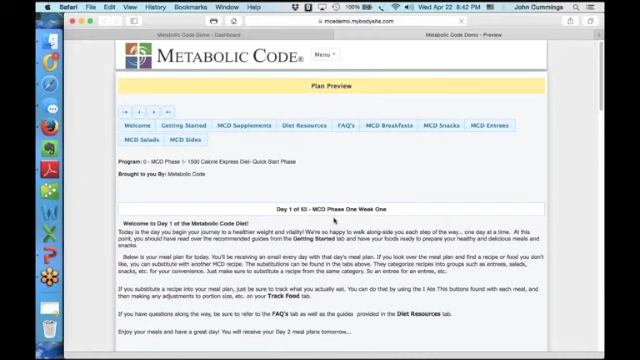 Safari File Edit View History Bookmarks Window Help
100% Wed Apr 22 8:42 PM John Cummings
mcedemo.mybodysite.com
Metabolic Code Demo - Dashboard
Metabolic Code Demo - Preview
METABOLIC CODE®
Menu
Plan Preview
Welcome Getting Started MCD Supplements Diet Resources FAQ's MCD Breakfasts MCD Snacks MCD Entrees
MCD Salads MCD Sides
Program: 0 - MCD Phase 1- 1500 Calorie Express Diet- Quick Start Phase
Brought to you By: Metabolic Code
Day 1 of 53 - MCD Phase One Week One
Welcome to Day 1 of the Metabolic Code Diet!
Today is the day you begin your journey to a healthier weight and vitality! We're so happy to walk along-side you each step of the way... one day at a time. At this
point, you should have read over the recommended guides from the Getting Started tab and have your foods ready to prepare your healthy and delicious meals and
snacks.
Below is your meal plan for today. You'll be receiving an email every day with that day's meal plan. If you look over the meal plan and find a recipe or food you don't
like, you can substitute with another MCD recipe. The substitutions can be found in the tabs above. They categorize recipes into groups such as entrees, salads,
snacks, etc. for your convenience. Just make sure to substitute a recipe from the same category. So an entree for an entree, etc.
If you substitute a recipe into your meal plan, just be sure to track what you actually eat. You can do that by using the I Ate This buttons found with each meal, and
then making any adjustments to portion size, etc. on your Track Food tab.
If you have questions along the way, be sure to refer to the FAQ's tab as well as the guides provided in the Diet Resources tab.
Enjoy your meals and have a great day! You will receive your Day 2 meal plans tomorrow...